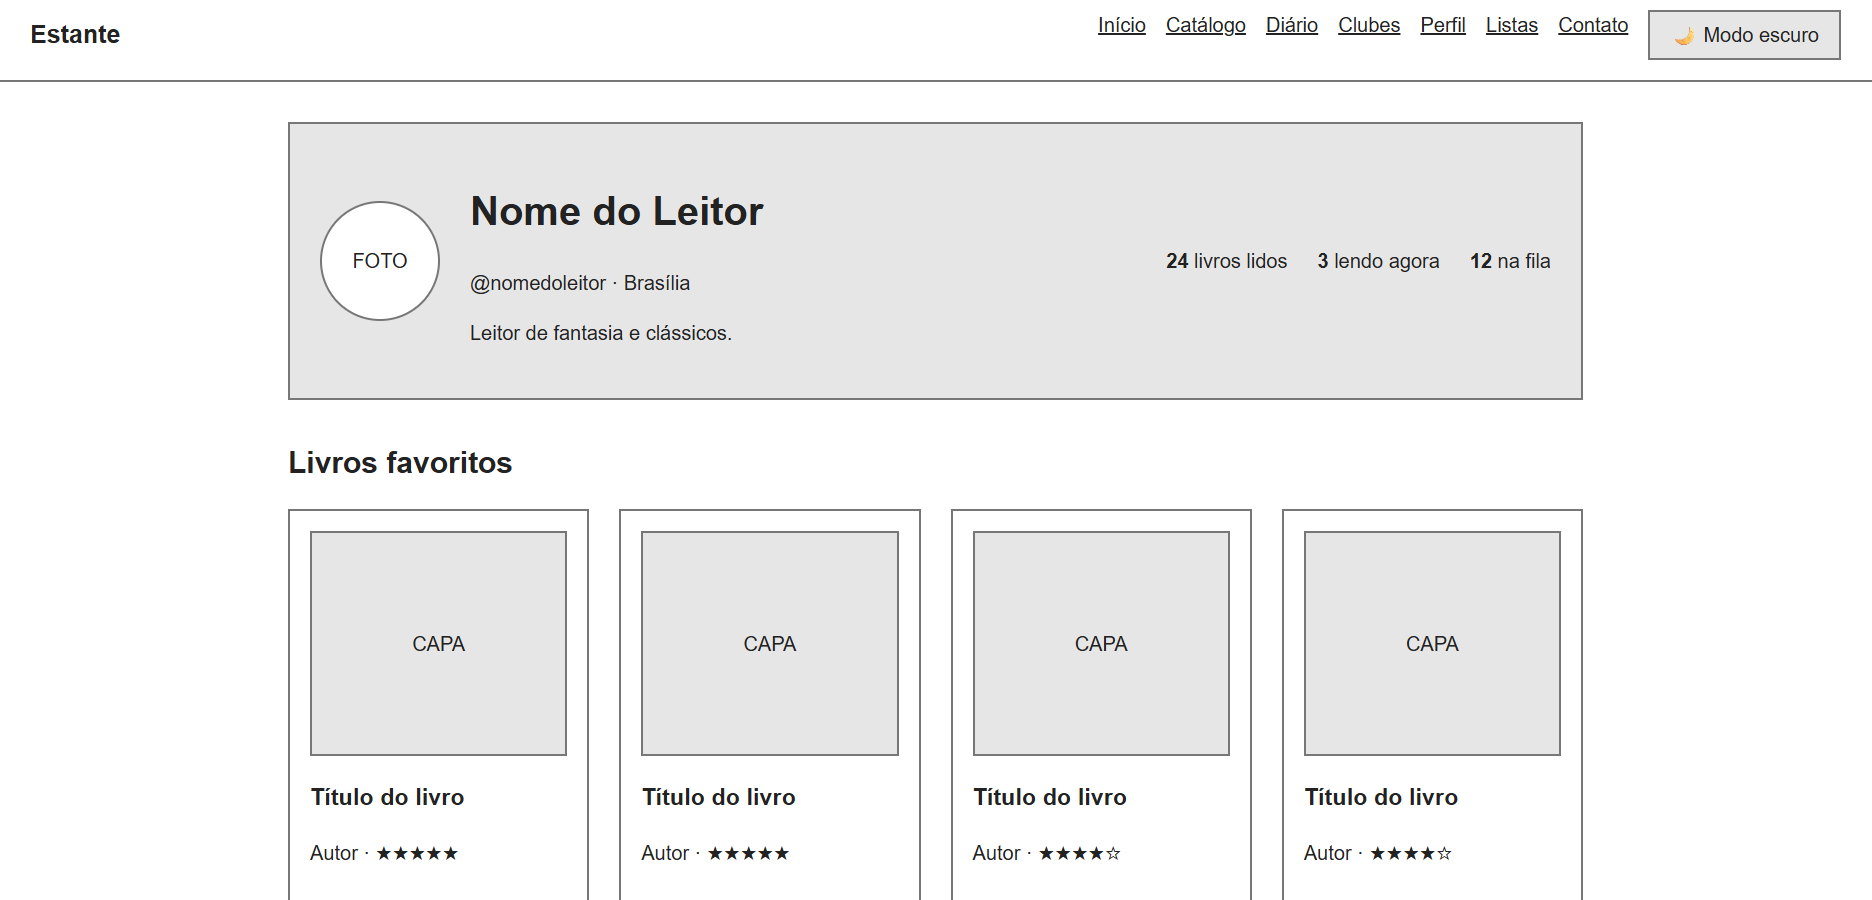 Estante
Início Catálogo Diário Clubes Perfil Listas Contato 🌙 Modo escuro
FOTO
Nome do Leitor
@nomedoleitor · Brasília
Leitor de fantasia e clássicos.
24 livros lidos 3 lendo agora 12 na fila
Livros favoritos
CAPA
Título do livro
Autor · ★★★★★
CAPA
Título do livro
Autor · ★★★★★
CAPA
Título do livro
Autor · ★★★★☆
CAPA
Título do livro
Autor · ★★★★☆